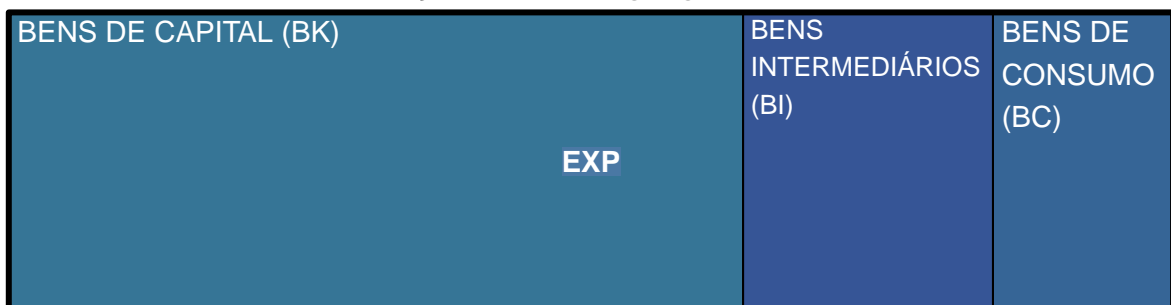 BENS DE CAPITAL (BK)
BENS
INTERMEDIÁRIOS
(BI)
BENS DE
CONSUMO
(BC)
EXP